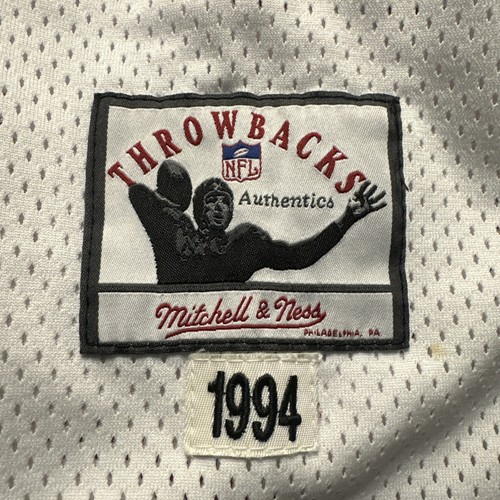 THROWBACKS
NFL
Authentics
Mitchell & Ness
PHILADELPHIA, PA
1994